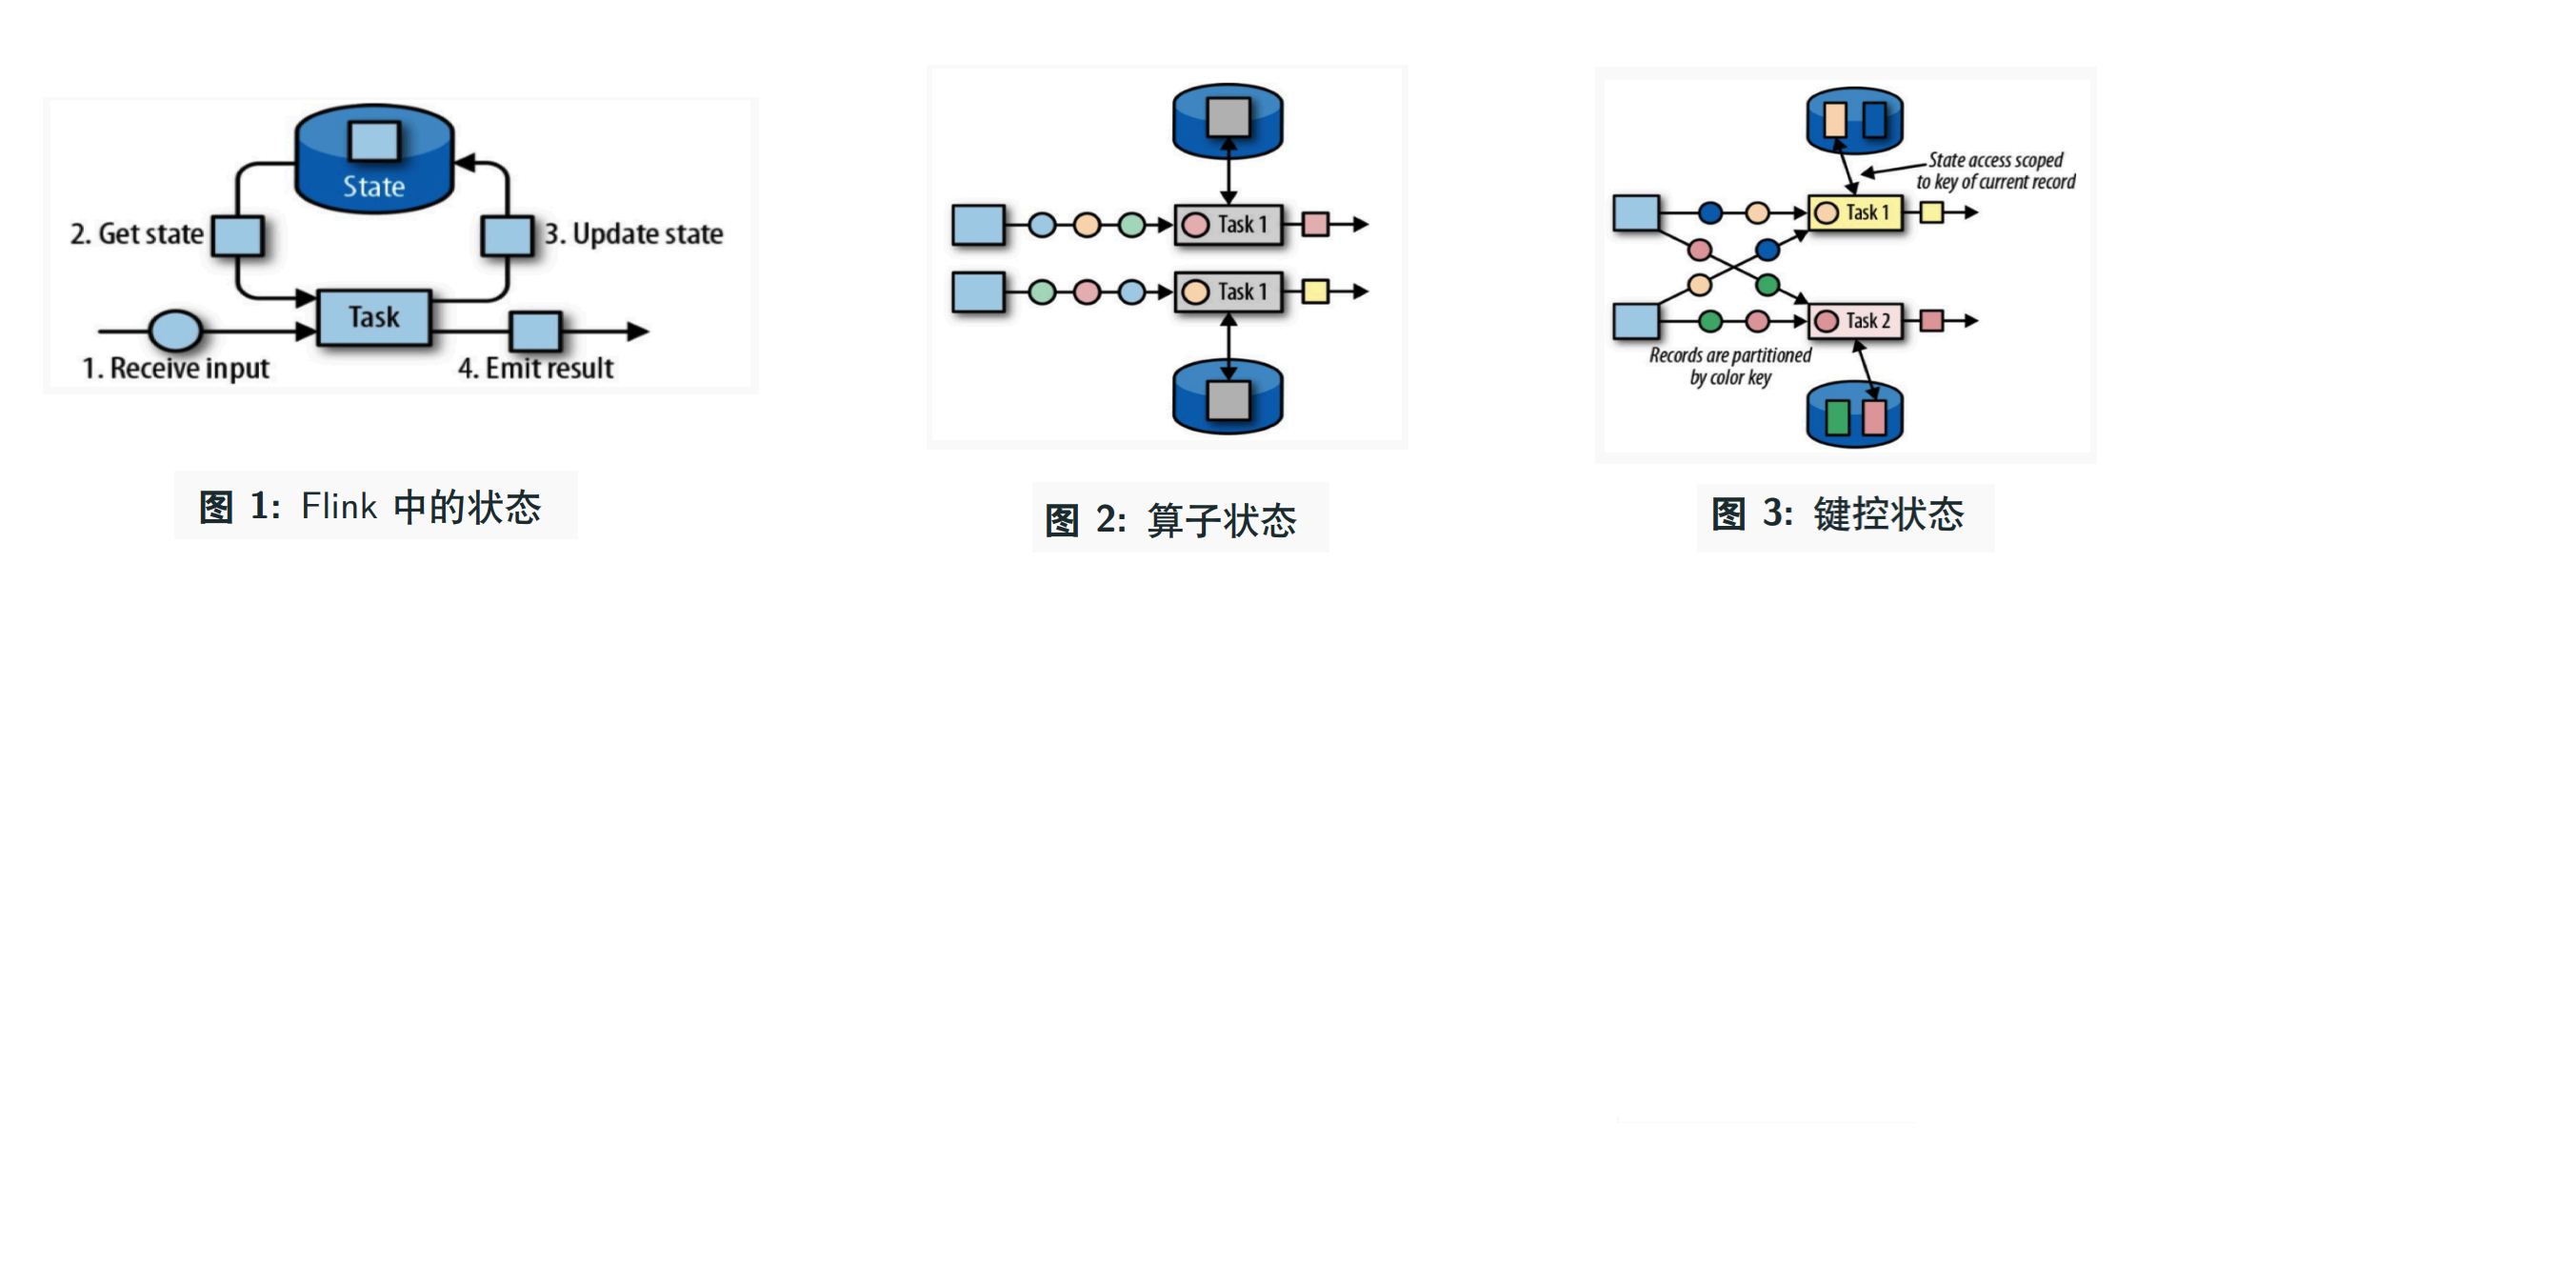 State
2. Get state
3. Update state
Task
1. Receive input
4. Emit result
图 1: Flink 中的状态
Task 1
Task 1
图 2: 算子状态
State access scoped
to key of current record
Task 1
Task 2
Records are partitioned
by color key
图 3: 键控状态